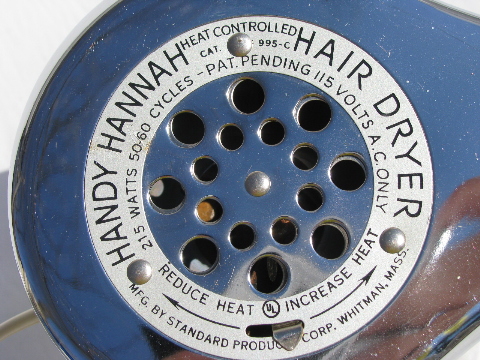 HANDY HANNAH HAIR DRYER
HEAT CONTROLLED
CAT. 995-C
215 WATTS 50-60 CYCLES - PAT. PENDING 115 VOLTS A.C. ONLY
REDUCE HEAT UL INCREASE HEAT
MFG. BY STANDARD PRODUCTS CORP. WHITMAN, MASS.